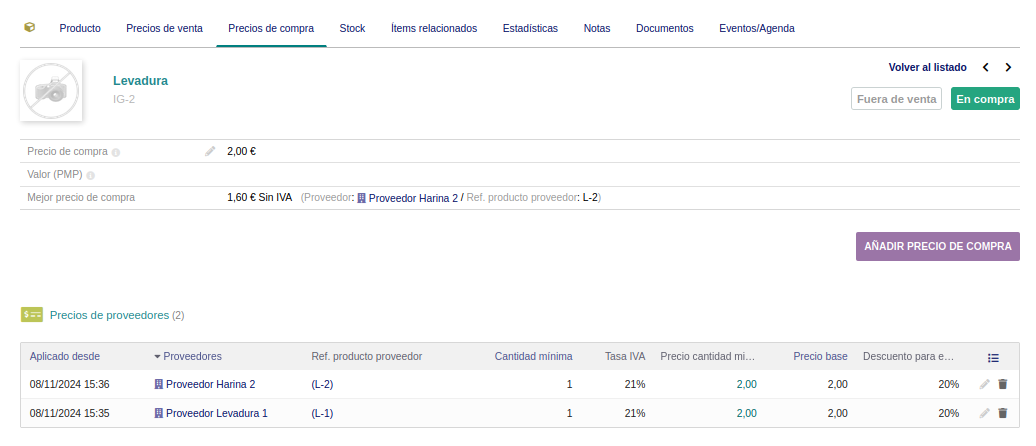 Producto Precios de venta Precios de compra Stock Ítems relacionados Estadísticas Notas Documentos Eventos/Agenda
Volver al listado
Levadura
IG-2
Fuera de venta En compra
Precio de compra 2,00 €
Valor (PMP)
Mejor precio de compra 1,60 € Sin IVA (Proveedor: Proveedor Harina 2 / Ref. producto proveedor: L-2)
AÑADIR PRECIO DE COMPRA
Precios de proveedores (2)
Aplicado desde Proveedores Ref. producto proveedor Cantidad mínima Tasa IVA Precio cantidad mi... Precio base Descuento para e...
08/11/2024 15:36 Proveedor Harina 2 (L-2) 1 21% 2,00 2,00 20%
08/11/2024 15:35 Proveedor Levadura 1 (L-1) 1 21% 2,00 2,00 20%